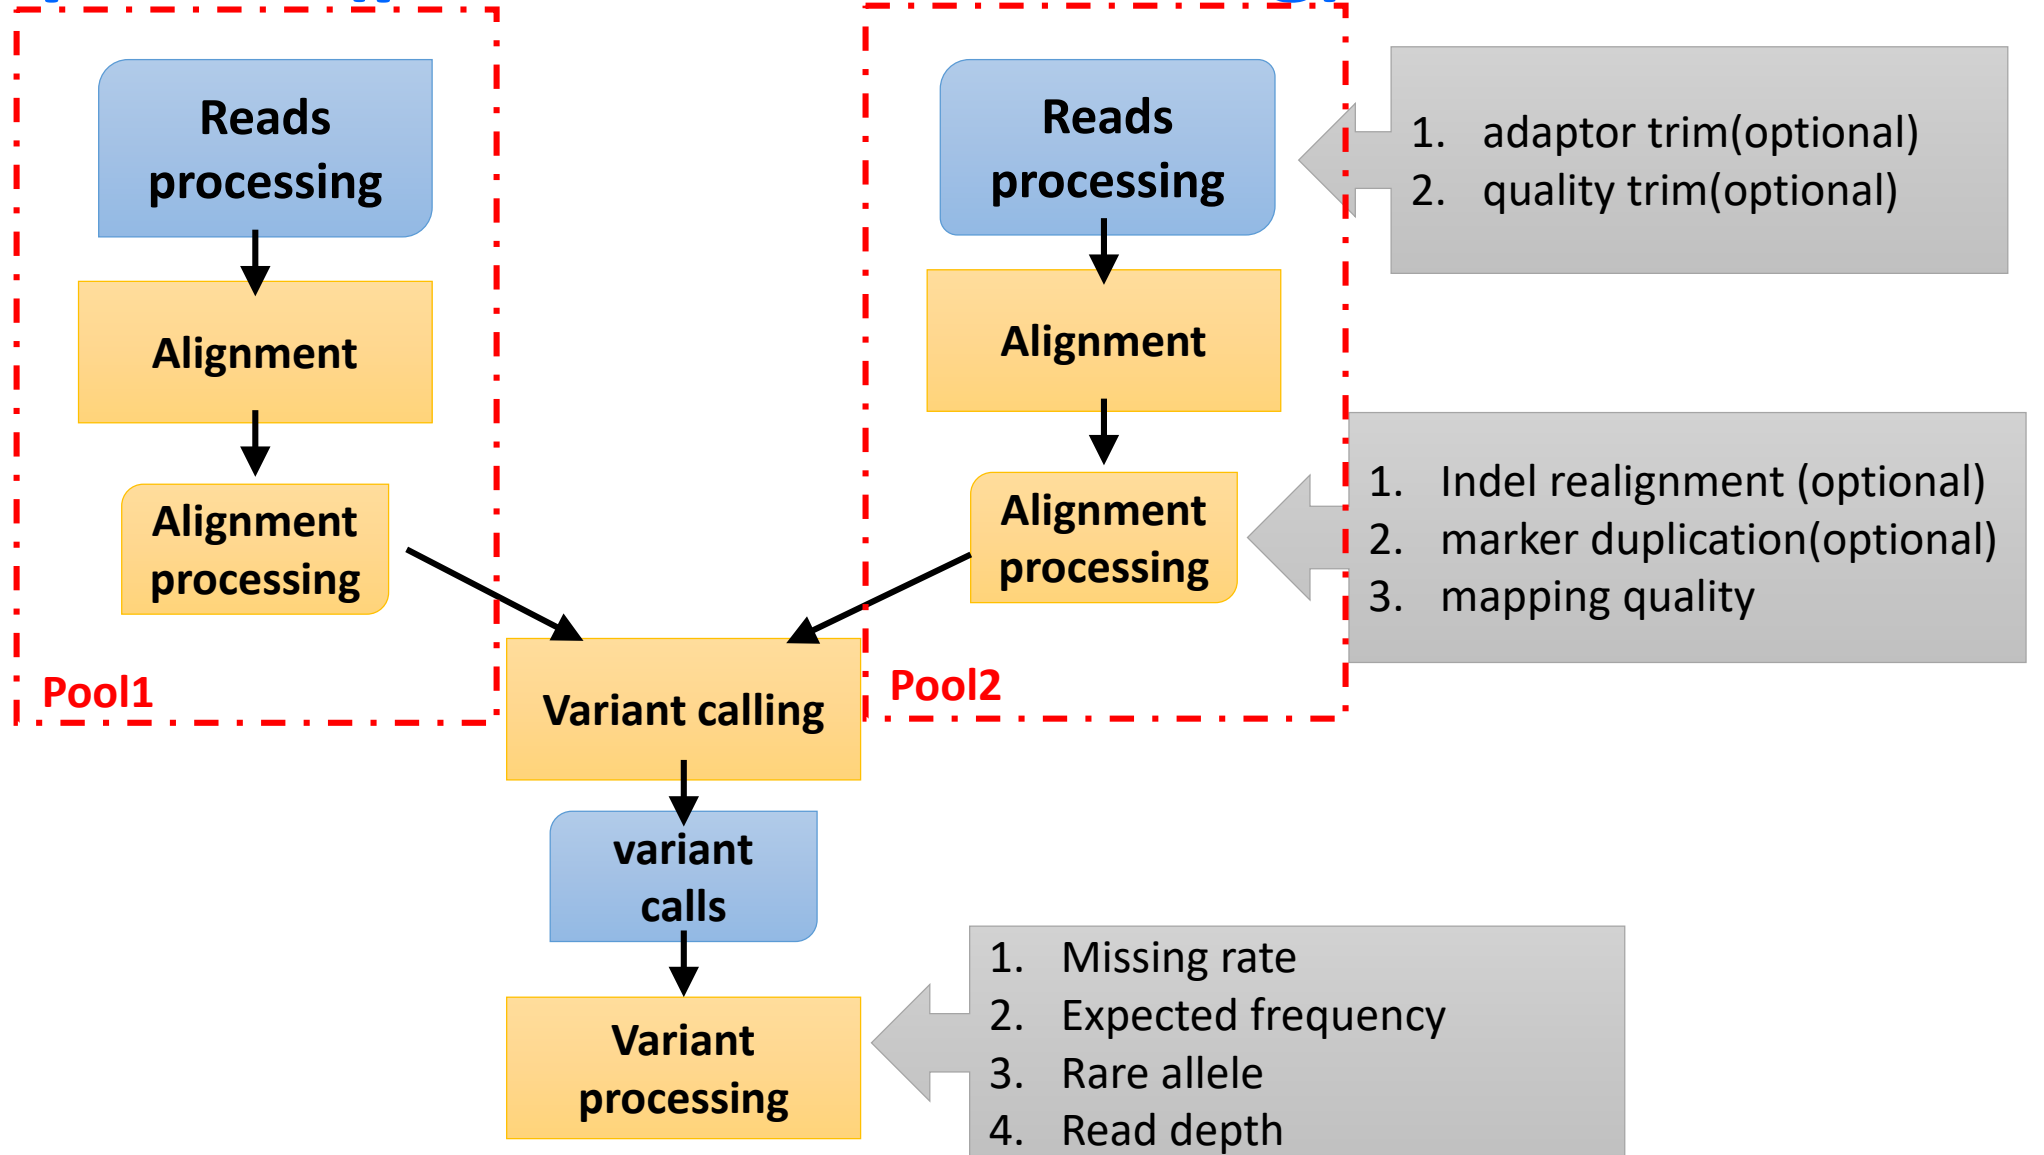 Reads
processing
Alignment
Alignment
processing
Pool1
Reads
processing
Alignment
Alignment
processing
Pool2
1. adaptor trim(optional)
2. quality trim(optional)
1. Indel realignment (optional)
2. marker duplication(optional)
3. mapping quality
Variant calling
variant
calls
Variant
processing
1. Missing rate
2. Expected frequency
3. Rare allele
4. Read depth